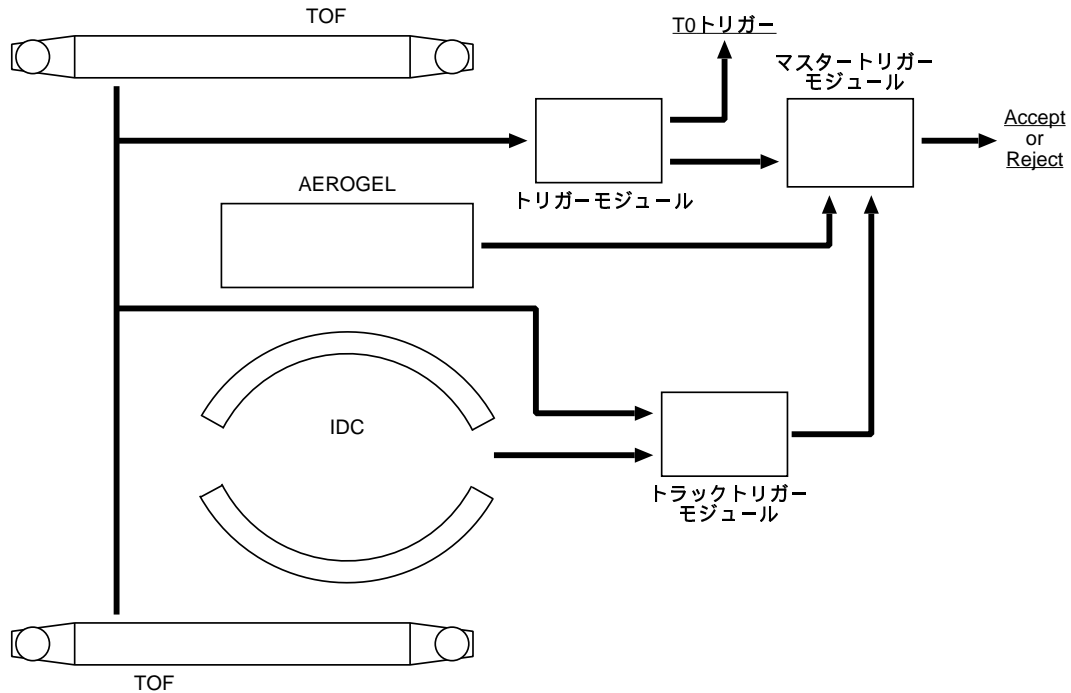 TOF
T0トリガー
マスタートリガー
モジュール
Accept
or
Reject
AEROGEL
トリガーモジュール
IDC
トラックトリガー
モジュール
TOF